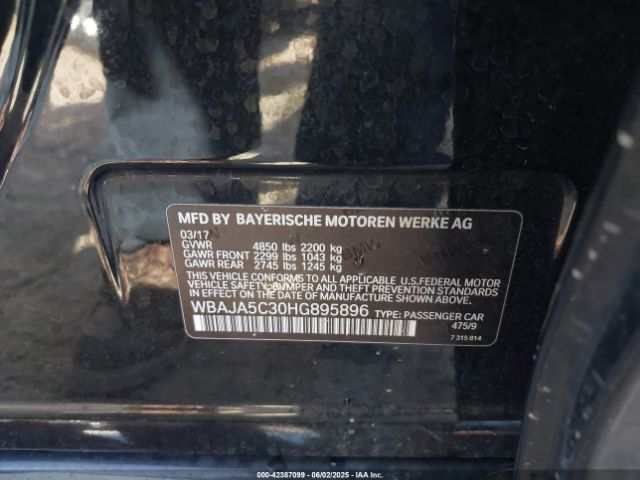 MFD BY BAYERISCHE MOTOREN WERKE AG
03/17
GVWR 4850 lbs 2200 kg
GAWR FRONT 2299 lbs 1043 kg
GAWR REAR 2745 lbs 1245 kg
THIS VEHICLE CONFORMS TO ALL APPLICABLE U.S.FEDERAL MOTOR
VEHICLE SAFETY, BUMPER, AND THEFT PREVENTION STANDARDS
IN EFFECT ON THE DATE OF MANUFACTURE SHOWN ABOVE.
WBAJA5C30HG895896 TYPE: PASSENGER CAR
475/9
7 315 814
000-42387099 - 06/02/2025 - IAAI.COM